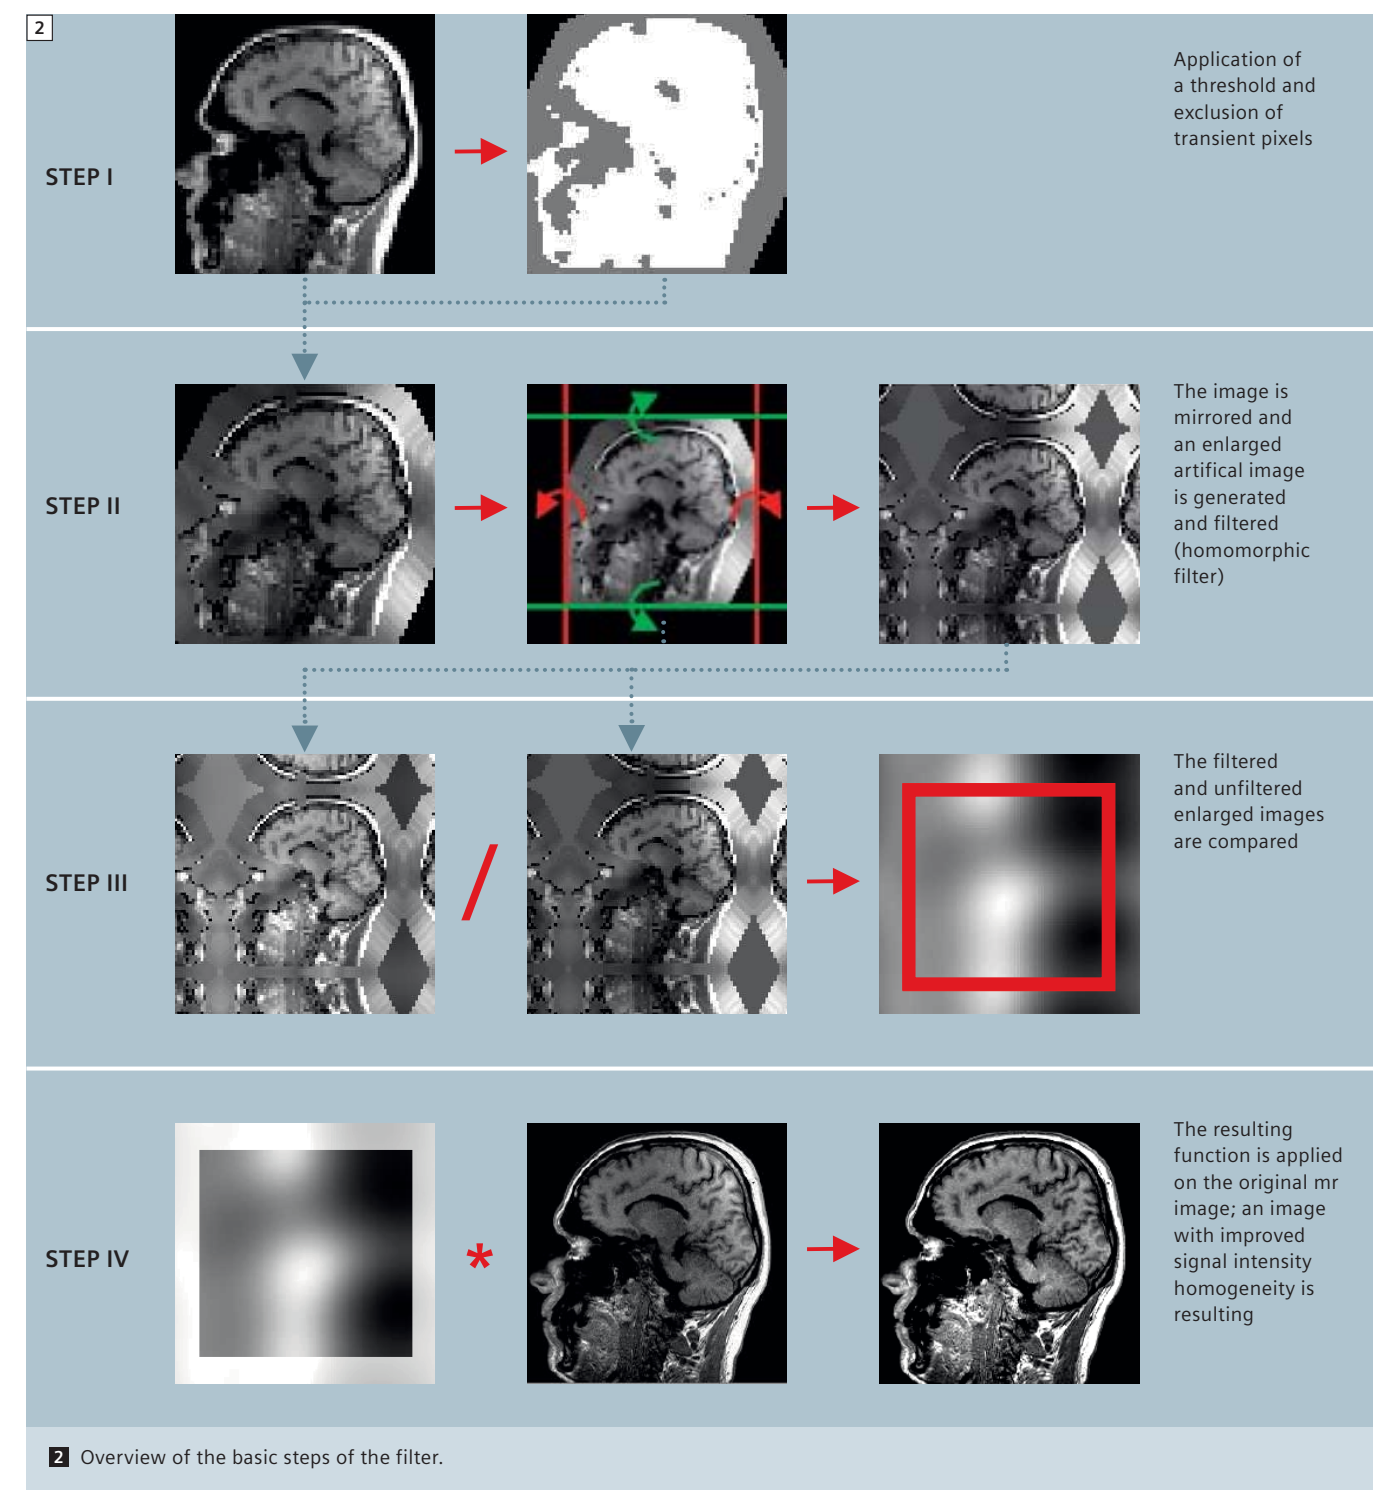 2
Application of
a threshold and
exclusion of
transient pixels
STEP I
The image is
mirrored and
an enlarged
artifical image
is generated
and filtered
(homomorphic
filter)
STEP II
The filtered
and unfiltered
enlarged images
are compared
STEP III
/
The resulting
function is applied
on the original mr
image; an image
with improved
signal intensity
homogeneity is
resulting
STEP IV
*
2 Overview of the basic steps of the filter.